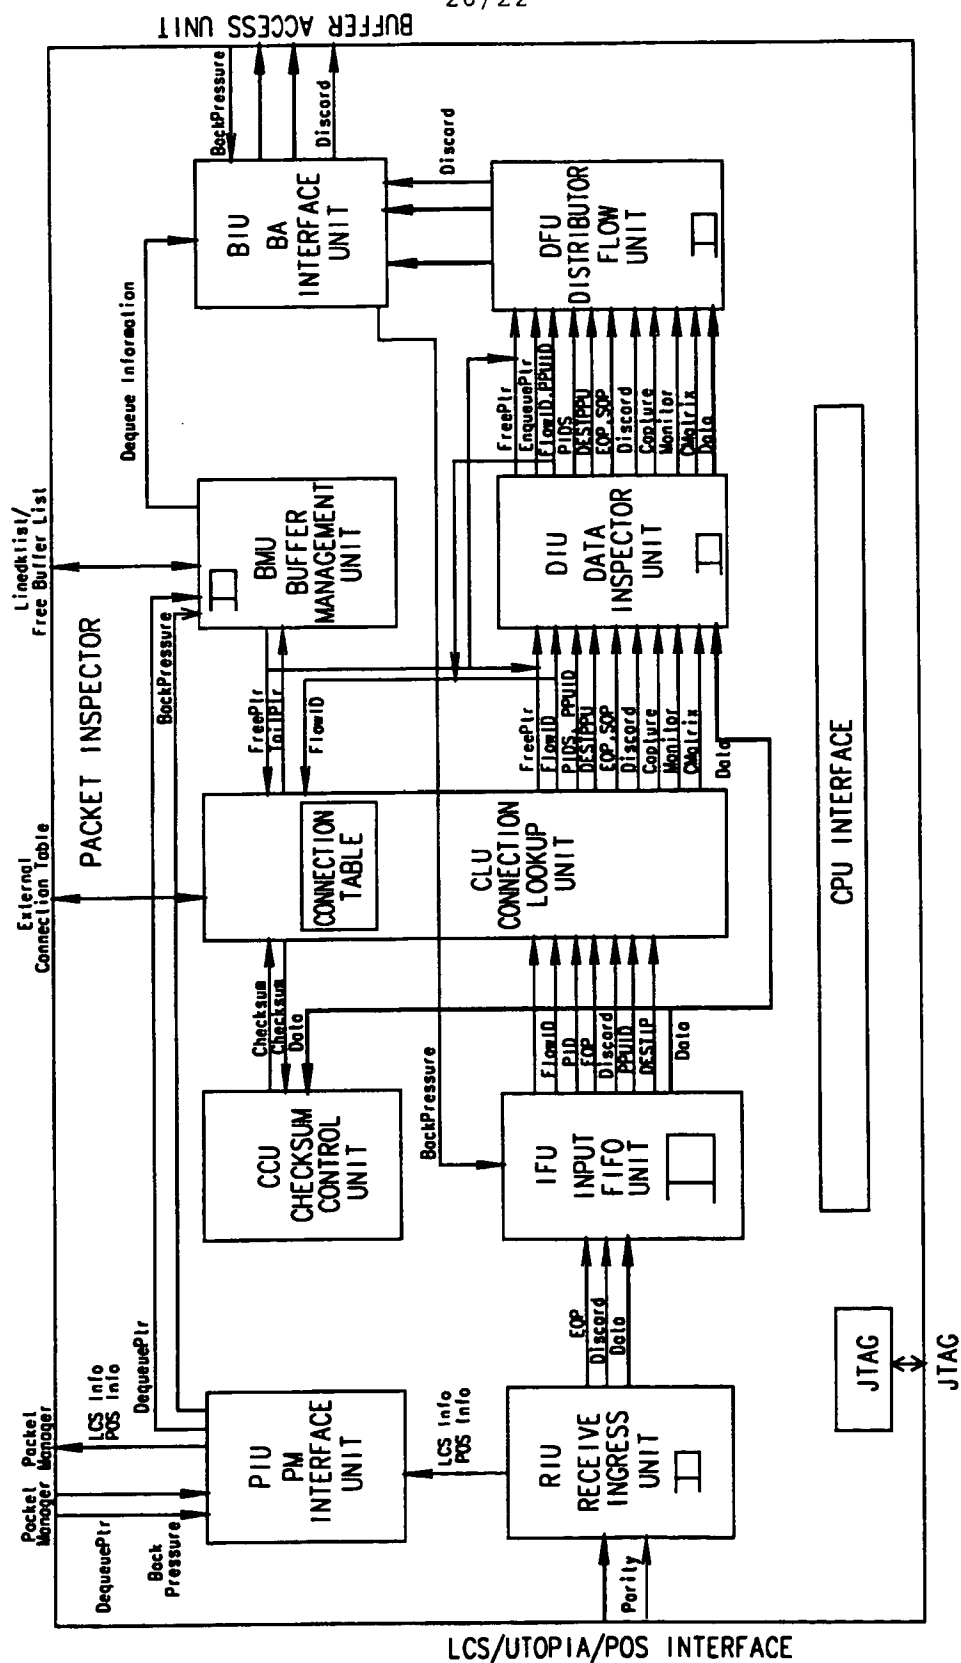 20/22
BUFFER ACCESS UNIT
BackPressure
Discard
BIU
BA
INTERFACE
UNIT
Discard
DFU
DISTRIBUTOR
FLOW
UNIT
Dequeue Information
FreePtr
EnqueuePtr
FlowID,PPUID
PIDS
DESTPPU
EOP,SOP
Discard
Capture
Monitor
CMatrix
Data
Linedklist/
Free Buffer List
PACKET INSPECTOR
BackPressure
BMU
BUFFER
MANAGEMENT
UNIT
DIU
DATA
INSPECTOR
UNIT
FreePtr
TailPtr
FlowID
FreePtr
FlowID
PIDS, PPUID
DESTPPU
EOP,SOP
Discard
Capture
Monitor
CMatrix
Data
External
Connection Table
CONNECTION
TABLE
CLU
CONNECTION
LOOKUP
UNIT
CPU INTERFACE
Checksum
Checksum
Data
BackPressure
FlowID
PID
EOP
Discard
PPUID
DESTIP
Data
CCU
CHECKSUM
CONTROL
UNIT
IFU
INPUT
FIFO
UNIT
EOP
Discard
Data
Packet
Manager
Packet
Manager
LCS Info
POS Info
DequeuePtr
DequeuePtr
Back
Pressure
PIU
PM
INTERFACE
UNIT
LCS Info
POS Info
RIU
RECEIVE
INGRESS
UNIT
JTAG
JTAG
Parity
LCS/UTOPIA/POS INTERFACE